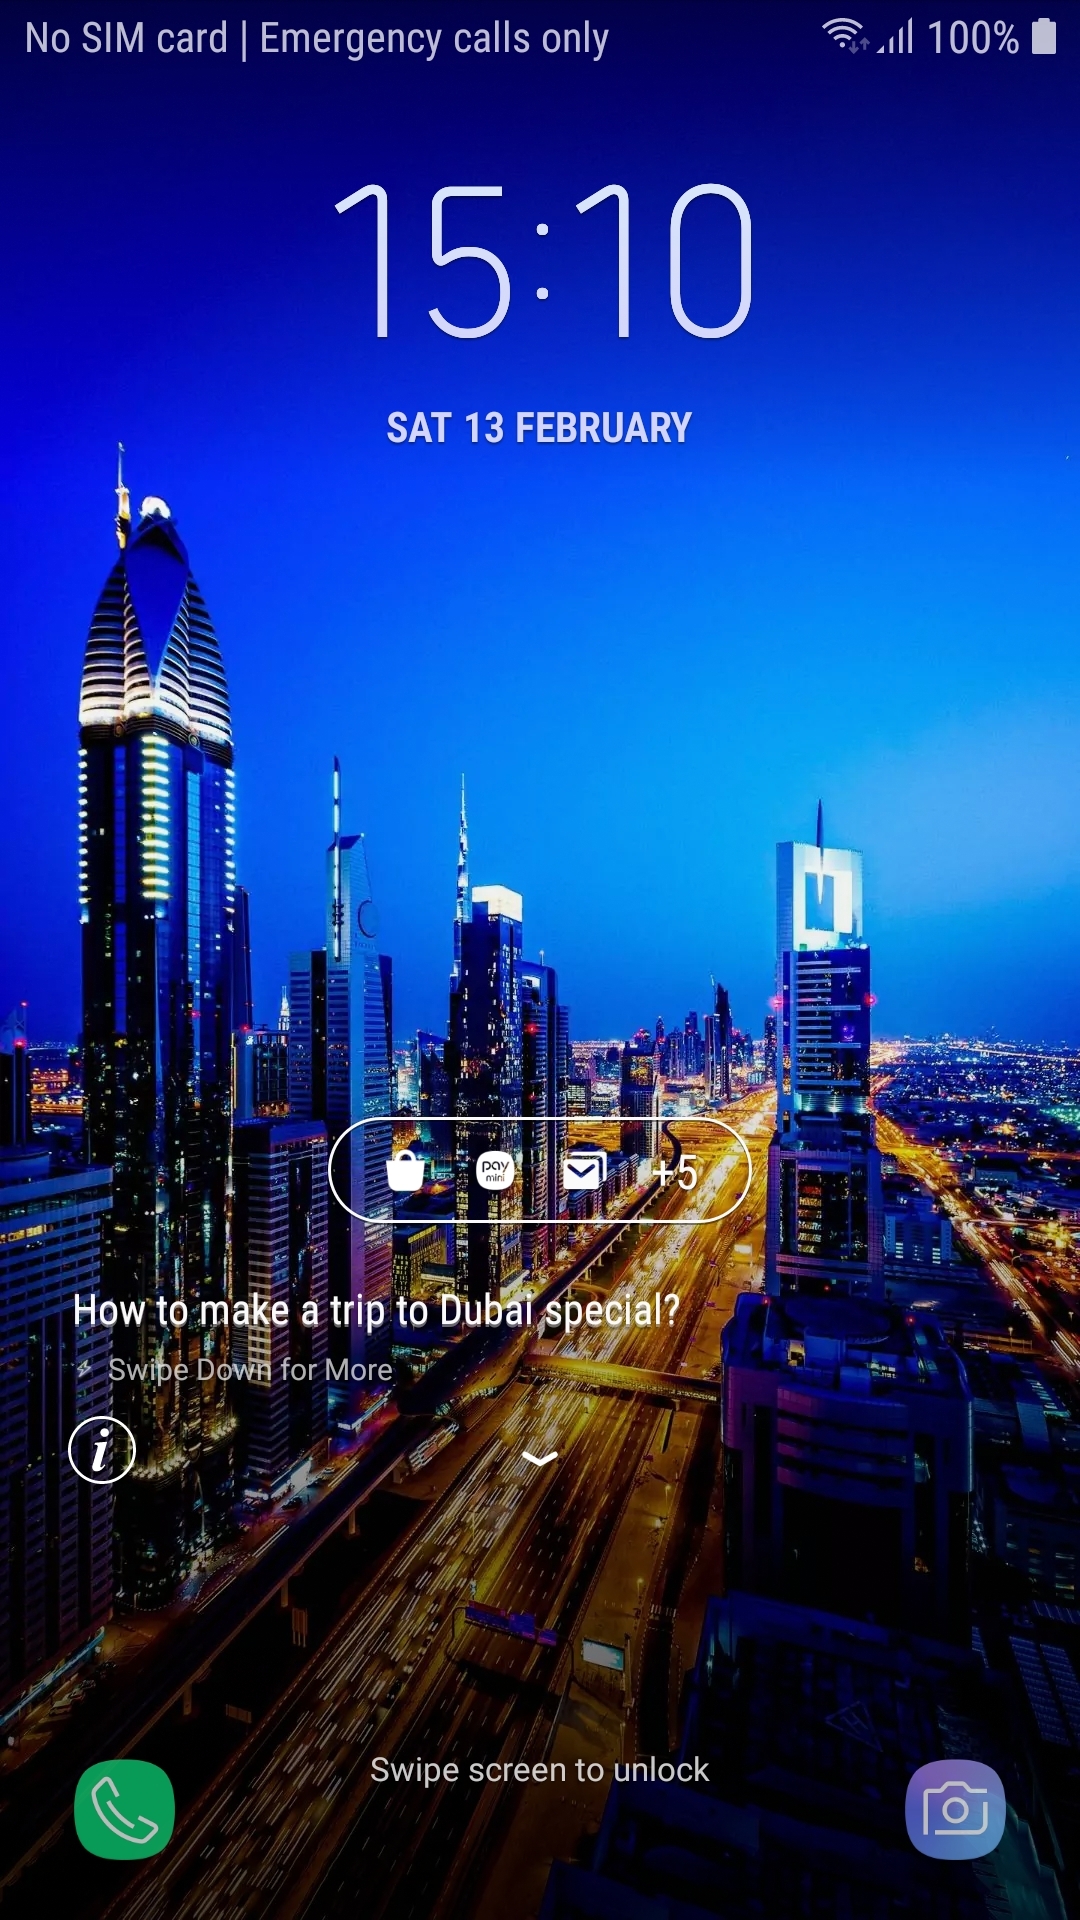 No SIM card | Emergency calls only
100%
15:10
SAT 13 FEBRUARY
pay
mini
+5
How to make a trip to Dubai special?
Swipe Down for More
i
Swipe screen to unlock